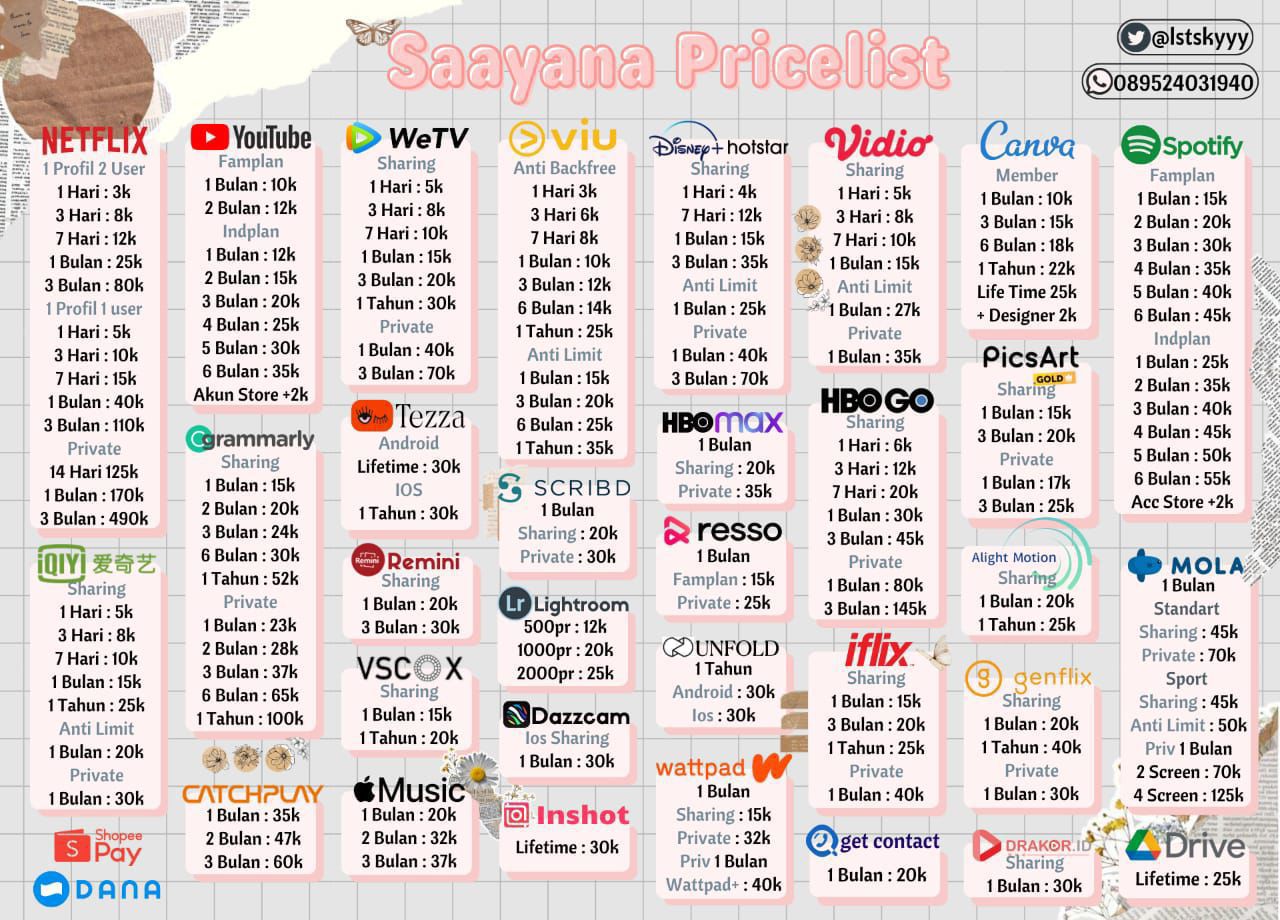 Saayana Pricelist
@lstskyyy
089524031940
NETFLIX
1 Profil 2 User
1 Hari : 3k
3 Hari : 8k
7 Hari : 12k
1 Bulan : 25k
3 Bulan : 80k
1 Profil 1 user
1 Hari : 5k
3 Hari : 10k
7 Hari : 15k
1 Bulan : 40k
3 Bulan : 110k
Private
14 Hari 125k
1 Bulan : 170k
3 Bulan : 490k
iQIYI 爱奇艺
Sharing
1 Hari : 5k
3 Hari : 8k
7 Hari : 10k
1 Bulan : 15k
1 Tahun : 25k
Anti Limit
1 Bulan : 20k
Private
1 Bulan : 30k
Shopee
Pay
DANA
YouTube
Famplan
1 Bulan : 10k
2 Bulan : 12k
Indplan
1 Bulan : 12k
2 Bulan : 15k
3 Bulan : 20k
4 Bulan : 25k
5 Bulan : 30k
6 Bulan : 35k
Akun Store +2k
grammarly
Sharing
1 Bulan : 15k
2 Bulan : 20k
3 Bulan : 24k
6 Bulan : 30k
1 Tahun : 52k
Private
1 Bulan : 23k
2 Bulan : 28k
3 Bulan : 37k
6 Bulan : 65k
1 Tahun : 100k
CATCHPLAY
1 Bulan : 35k
2 Bulan : 47k
3 Bulan : 60k
WeTV
Sharing
1 Hari : 5k
3 Hari : 8k
7 Hari : 10k
1 Bulan : 15k
3 Bulan : 20k
1 Tahun : 30k
Private
1 Bulan : 40k
3 Bulan : 70k
Tezza
Android
Lifetime : 30k
IOS
1 Tahun : 30k
Remini
Remini
Sharing
1 Bulan : 20k
3 Bulan : 30k
VSCO X
Sharing
1 Bulan : 15k
1 Tahun : 20k
Music
1 Bulan : 20k
2 Bulan : 32k
3 Bulan : 37k
viu
Anti Backfree
1 Hari 3k
3 Hari 6k
7 Hari 8k
1 Bulan : 10k
3 Bulan : 12k
6 Bulan : 14k
1 Tahun : 25k
Anti Limit
1 Bulan : 15k
3 Bulan : 20k
6 Bulan : 25k
1 Tahun : 35k
SCRIBD
1 Bulan
Sharing : 20k
Private : 30k
Lr Lightroom
500pr : 12k
1000pr : 20k
2000pr : 25k
Dazzcam
Ios Sharing
1 Bulan : 30k
Inshot
Lifetime : 30k
Disney+ hotstar
Sharing
1 Hari : 4k
7 Hari : 12k
1 Bulan : 15k
3 Bulan : 35k
Anti Limit
1 Bulan : 25k
Private
1 Bulan : 40k
3 Bulan : 70k
HBO max
1 Bulan
Sharing : 20k
Private : 35k
resso
1 Bulan
Famplan : 15k
Private : 25k
UNFOLD
1 Tahun
Android : 30k
Ios : 30k
wattpad
1 Bulan
Sharing : 15k
Private : 32k
Priv 1 Bulan
Wattpad+ : 40k
Vidio
Sharing
1 Hari : 5k
3 Hari : 8k
7 Hari : 10k
1 Bulan : 15k
Anti Limit
1 Bulan : 27k
Private
1 Bulan : 35k
HBO GO
Sharing
1 Hari : 6k
3 Hari : 12k
7 Hari : 20k
1 Bulan : 30k
3 Bulan : 45k
Private
1 Bulan : 80k
3 Bulan : 145k
iflix
Sharing
1 Bulan : 15k
3 Bulan : 20k
1 Tahun : 25k
Private
1 Bulan : 40k
get contact
1 Bulan : 20k
Canva
Member
1 Bulan : 10k
3 Bulan : 15k
6 Bulan : 18k
1 Tahun : 22k
Life Time 25k
+ Designer 2k
PicsArt
GOLD
Sharing
1 Bulan : 15k
3 Bulan : 20k
Private
1 Bulan : 17k
3 Bulan : 25k
Alight Motion
Sharing
1 Bulan : 20k
1 Tahun : 25k
genflix
Sharing
1 Bulan : 20k
1 Tahun : 40k
Private
1 Bulan : 30k
DRAKOR.ID
Sharing
1 Bulan : 30k
Spotify
Famplan
1 Bulan : 15k
2 Bulan : 20k
3 Bulan : 30k
4 Bulan : 35k
5 Bulan : 40k
6 Bulan : 45k
Indplan
1 Bulan : 25k
2 Bulan : 35k
3 Bulan : 40k
4 Bulan : 45k
5 Bulan : 50k
6 Bulan : 55k
Acc Store +2k
MOLA
1 Bulan
Standart
Sharing : 45k
Private : 70k
Sport
Sharing : 45k
Anti Limit : 50k
Priv 1 Bulan
2 Screen : 70k
4 Screen : 125k
Drive
Lifetime : 25k